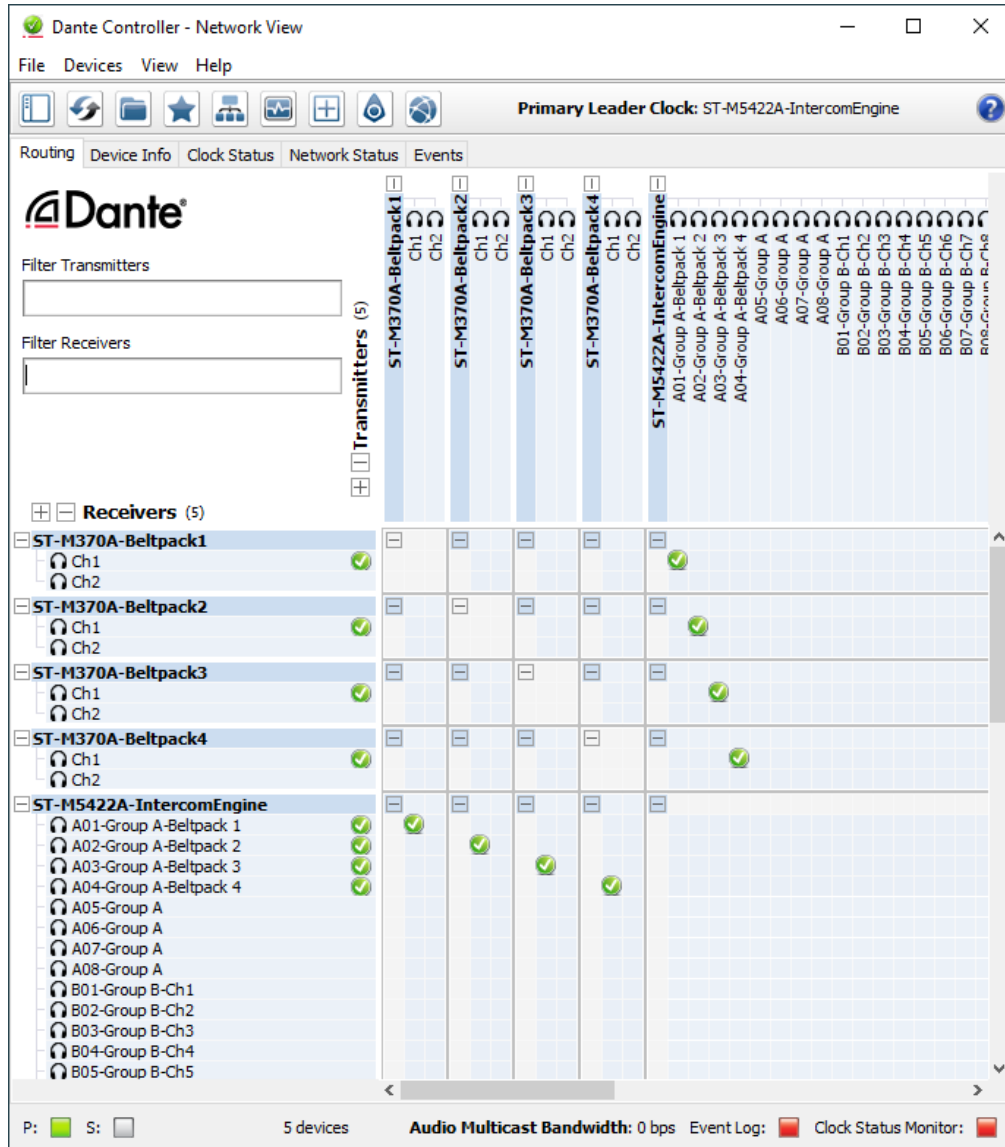 Dante Controller - Network View
File Devices View Help
Primary Leader Clock: ST-M5422A-IntercomEngine
Routing Device Info Clock Status Network Status Events
Dante®
Filter Transmitters
Filter Receivers
Transmitters (5)
ST-M370A-Beltpack1
Ch1
Ch2
ST-M370A-Beltpack2
Ch1
Ch2
ST-M370A-Beltpack3
Ch1
Ch2
ST-M370A-Beltpack4
Ch1
Ch2
ST-M5422A-IntercomEngine
A01-Group A-Beltpack 1
A02-Group A-Beltpack 2
A03-Group A-Beltpack 3
A04-Group A-Beltpack 4
A05-Group A
A06-Group A
A07-Group A
A08-Group A
B01-Group B-Ch1
B02-Group B-Ch2
B03-Group B-Ch3
B04-Group B-Ch4
B05-Group B-Ch5
B06-Group B-Ch6
B07-Group B-Ch7
B08-Group B-Ch8
Receivers (5)
ST-M370A-Beltpack1
Ch1
Ch2
ST-M370A-Beltpack2
Ch1
Ch2
ST-M370A-Beltpack3
Ch1
Ch2
ST-M370A-Beltpack4
Ch1
Ch2
ST-M5422A-IntercomEngine
A01-Group A-Beltpack 1
A02-Group A-Beltpack 2
A03-Group A-Beltpack 3
A04-Group A-Beltpack 4
A05-Group A
A06-Group A
A07-Group A
A08-Group A
B01-Group B-Ch1
B02-Group B-Ch2
B03-Group B-Ch3
B04-Group B-Ch4
B05-Group B-Ch5
P: S: 5 devices Audio Multicast Bandwidth: 0 bps Event Log: Clock Status Monitor: